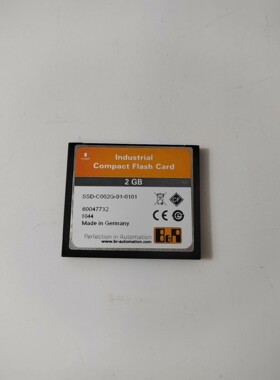 Industrial
Compact Flash Card
2 GB
SSD-C002G-01-0101
60047732
1044
Made in Germany
Perfection in Automation
www.br-automation.com